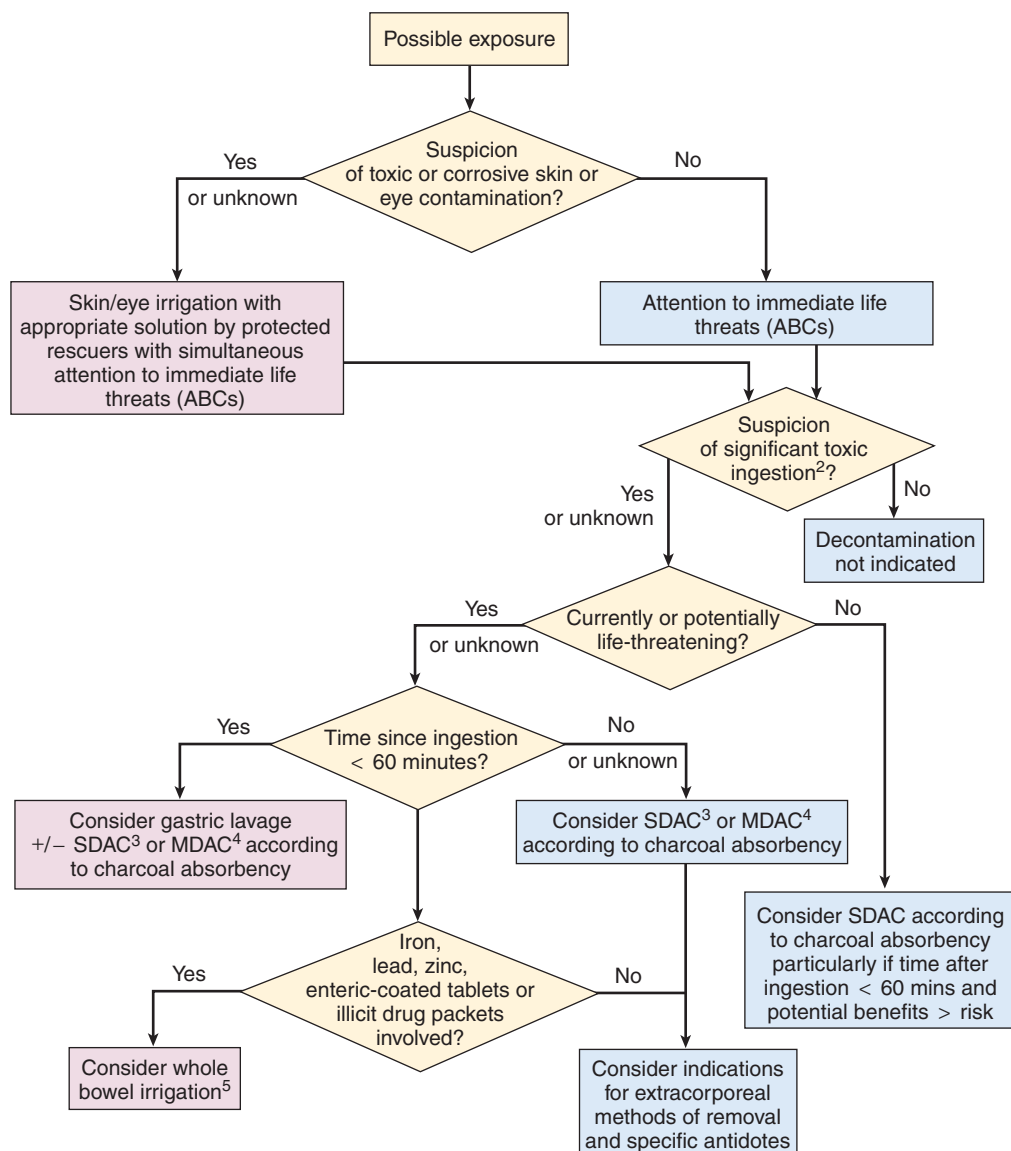 Possible exposure
Suspicion
of toxic or corrosive skin or
eye contamination?
Yes
or unknown
No
Skin/eye irrigation with
appropriate solution by protected
rescuers with simultaneous
attention to immediate life
threats (ABCs)
Attention to immediate life
threats (ABCs)
Suspicion
of significant toxic
ingestion²?
Yes
or unknown
No
Decontamination
not indicated
Currently or potentially
life-threatening?
Yes
or unknown
No
Time since ingestion
< 60 minutes?
Yes
No
or unknown
Consider gastric lavage
+/− SDAC³ or MDAC⁴ according
to charcoal absorbency
Consider SDAC³ or MDAC⁴
according to charcoal absorbency
Consider SDAC according
to charcoal absorbency
particularly if time after
ingestion < 60 mins and
potential benefits > risk
Iron,
lead, zinc,
enteric-coated tablets or
illicit drug packets
involved?
Yes
No
Consider whole
bowel irrigation⁵
Consider indications
for extracorporeal
methods of removal
and specific antidotes